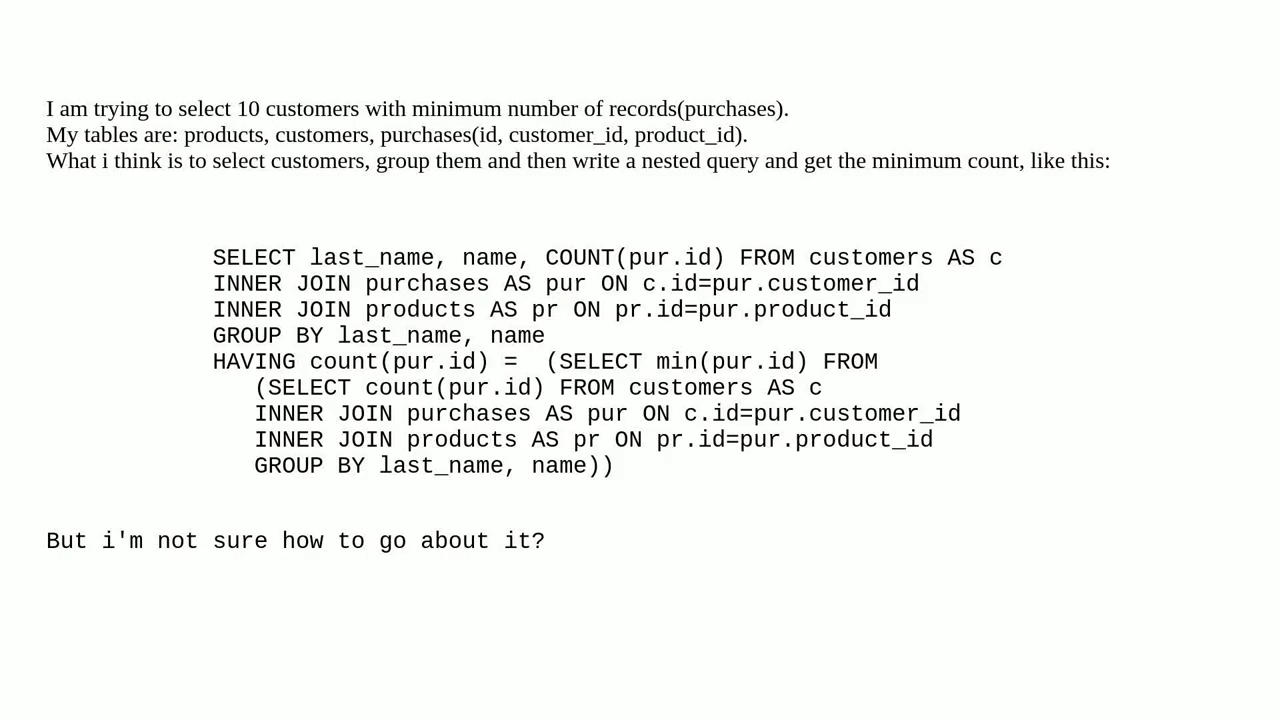 I am trying to select 10 customers with minimum number of records(purchases).
My tables are: products, customers, purchases(id, customer_id, product_id).
What i think is to select customers, group them and then write a nested query and get the minimum count, like this:
SELECT last_name, name, COUNT(pur.id) FROM customers AS c
INNER JOIN purchases AS pur ON c.id=pur.customer_id
INNER JOIN products AS pr ON pr.id=pur.product_id
GROUP BY last_name, name
HAVING count(pur.id) =  (SELECT min(pur.id) FROM
   (SELECT count(pur.id) FROM customers AS c
   INNER JOIN purchases AS pur ON c.id=pur.customer_id
   INNER JOIN products AS pr ON pr.id=pur.product_id
   GROUP BY last_name, name))
But i'm not sure how to go about it?